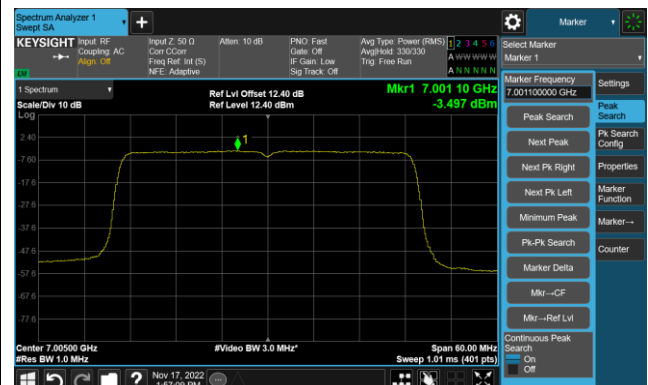 Spectrum Analyzer 1
Swept SA
+
Marker
KEYSIGHT
Input: RF
Coupling: AC
Align: Off
Input Z: 50 Ω
Corr CCorr
Freq Ref: Int (S)
NFE: Adaptive
Atten: 10 dB
PNO: Fast
Gate: Off
IF Gain: Low
Sig Track: Off
Avg Type: Power (RMS)
Avg|Hold: 330/330
Trig: Free Run
1 2 3 4 5 6
A W W W W W
A N N N N N
Select Marker
Marker 1
LXI
1 Spectrum
Scale/Div 10 dB
Log
Ref Lvl Offset 12.40 dB
Ref Level 12.40 dBm
Mkr1 7.001 10 GHz
-3.497 dBm
Marker Frequency
7.001100000 GHz
Settings
Peak Search
Next Peak
Next Pk Right
Next Pk Left
Minimum Peak
Pk-Pk Search
Marker Delta
Mkr→CF
Mkr→Ref Lvl
Continuous Peak
Search
On
Off
Peak
Search
Pk Search
Config
Properties
Marker
Function
Marker→
Counter
1
2.40
-7.60
-17.6
-27.6
-37.6
-47.6
-57.6
-67.6
-77.6
Center 7.00500 GHz
#Res BW 1.0 MHz
#Video BW 3.0 MHz*
Span 60.00 MHz
Sweep 1.01 ms (401 pts)
?
Nov 17, 2022
1:57:09 PM